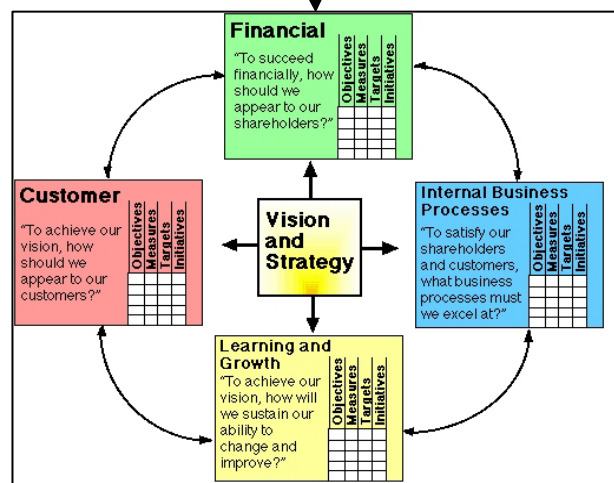 Financial
“To succeed
financially, how
should we
appear to our
shareholders?”
Objectives
Measures
Targets
Initiatives
Customer
“To achieve our
vision, how
should we
appear to our
customers?”
Objectives
Measures
Targets
Initiatives
Vision
and
Strategy
Internal Business
Processes
“To satisfy our
shareholders
and customers,
what business
processes must
we excel at?”
Objectives
Measures
Targets
Initiatives
Learning and
Growth
“To achieve our
vision, how will
we sustain our
ability to
change and
improve?”
Objectives
Measures
Targets
Initiatives